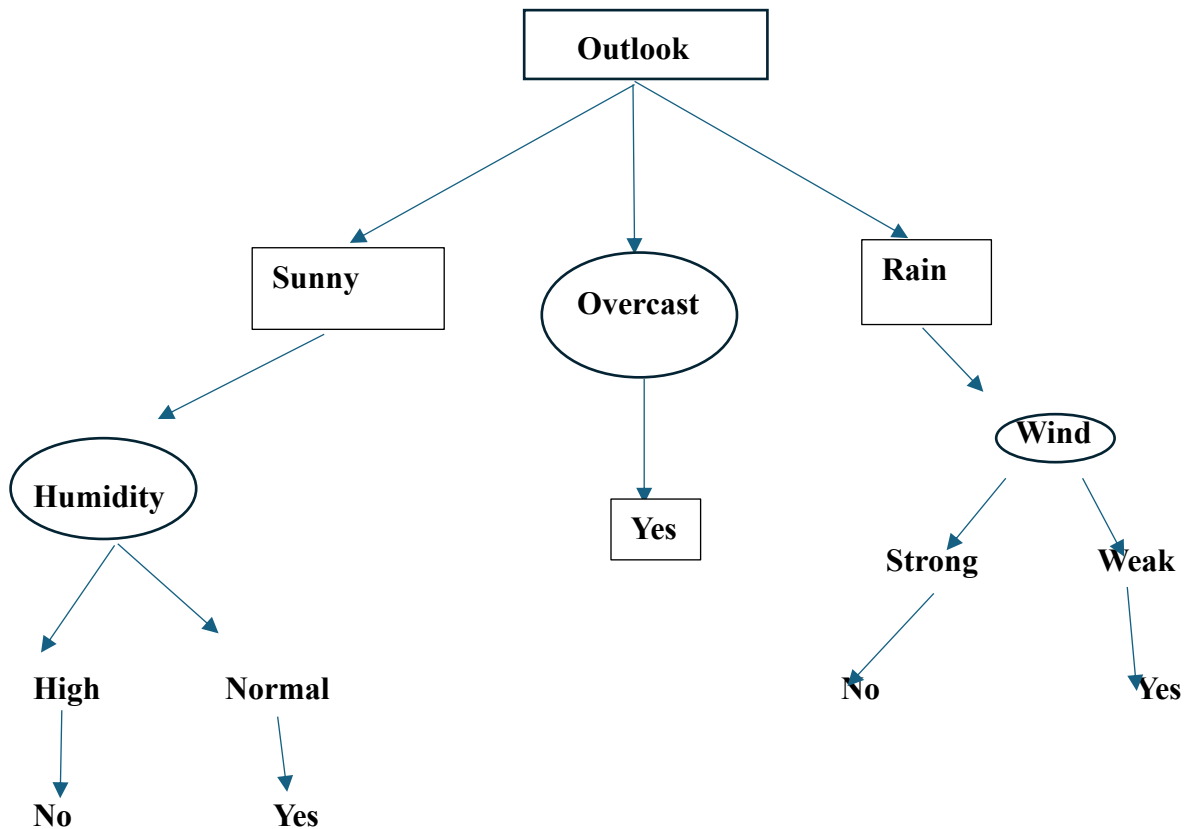 Outlook
Sunny
Overcast
Rain
Wind
Humidity
Yes
Strong
Weak
High
Normal
No
Yes
No
Yes